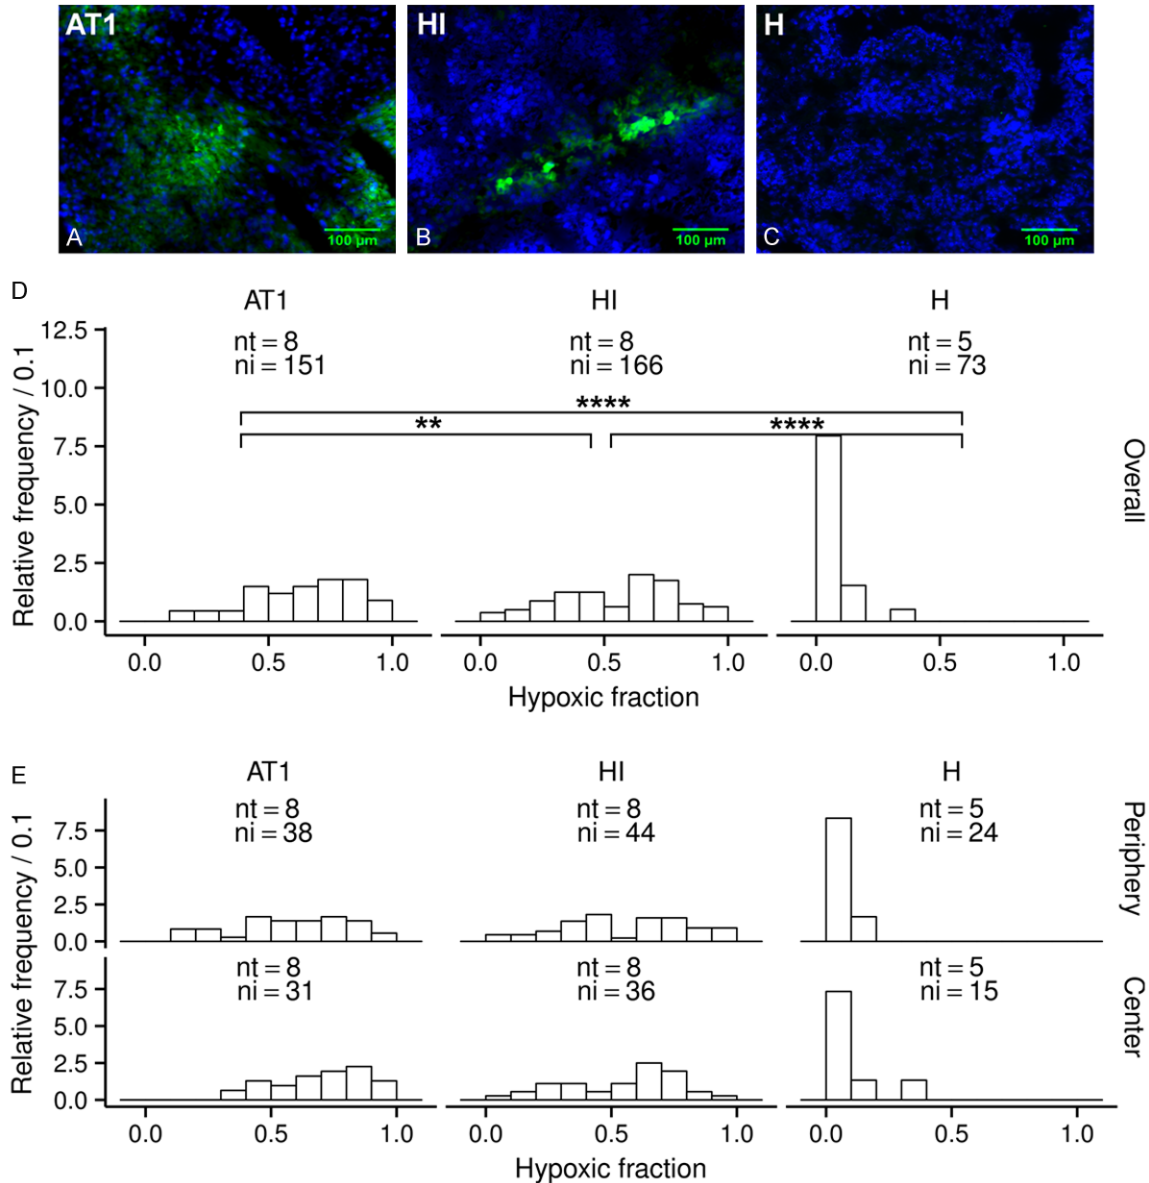 AT1 HI H
A 100 µm B 100 µm C 100 µm
D
AT1 HI H
nt = 8 nt = 8 nt = 5
ni = 151 ni = 166 ni = 73
**** 
** ****
12.5
10.0
7.5
5.0
2.5
0.0
Relative frequency / 0.1
Overall
0.0 0.5 1.0 0.0 0.5 1.0 0.0 0.5 1.0
Hypoxic fraction
E
AT1 HI H
nt = 8 nt = 8 nt = 5
ni = 38 ni = 44 ni = 24
7.5
5.0
2.5
0.0
Relative frequency / 0.1
Periphery
nt = 8 nt = 8 nt = 5
ni = 31 ni = 36 ni = 15
7.5
5.0
2.5
0.0
Relative frequency / 0.1
Center
0.0 0.5 1.0 0.0 0.5 1.0 0.0 0.5 1.0
Hypoxic fraction